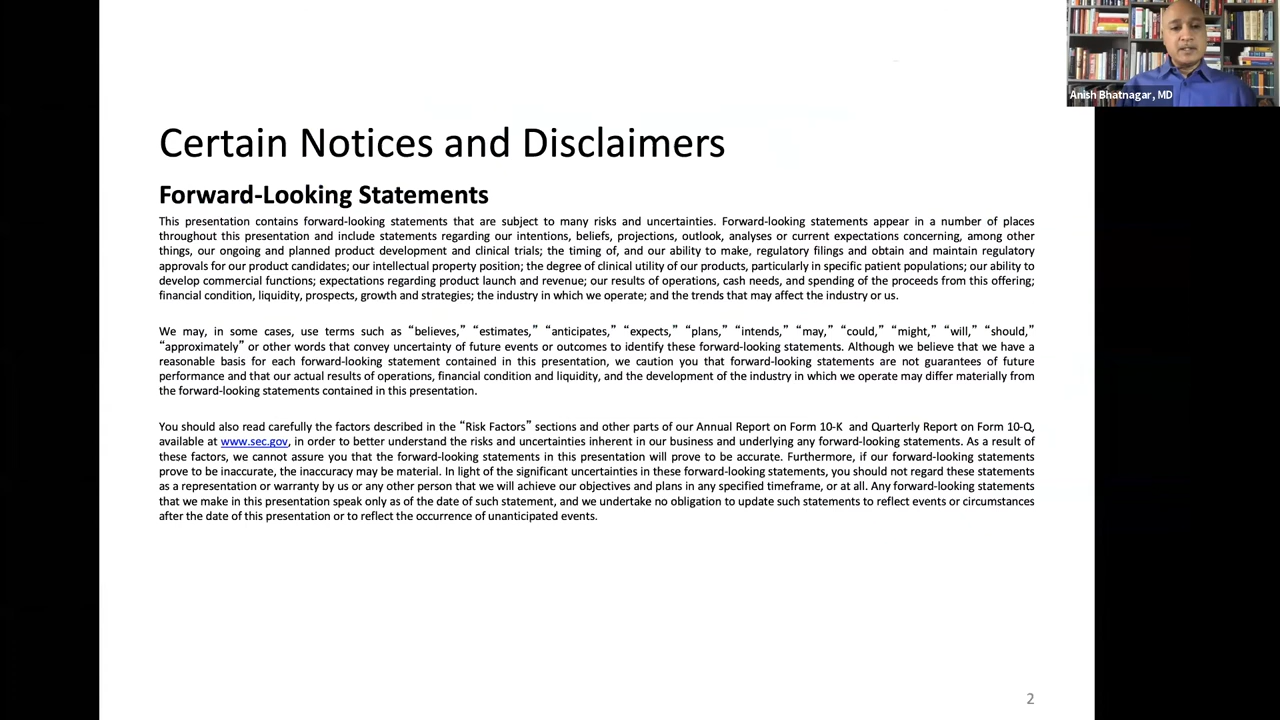 Anish Bhatnagar, MD
Certain Notices and Disclaimers
Forward-Looking Statements
This presentation contains forward-looking statements that are subject to many risks and uncertainties. Forward-looking statements appear in a number of places
throughout this presentation and include statements regarding our intentions, beliefs, projections, outlook, analyses or current expectations concerning, among other
things, our ongoing and planned product development and clinical trials; the timing of, and our ability to make, regulatory filings and obtain and maintain regulatory
approvals for our product candidates; our intellectual property position; the degree of clinical utility of our products, particularly in specific patient populations; our ability to
develop commercial functions; expectations regarding product launch and revenue; our results of operations, cash needs, and spending of the proceeds from this offering;
financial condition, liquidity, prospects, growth and strategies; the industry in which we operate; and the trends that may affect the industry or us.
We may, in some cases, use terms such as “believes,” “estimates,” “anticipates,” “expects,” “plans,” “intends,” “may,” “could,” “might,” “will,” “should,”
“approximately” or other words that convey uncertainty of future events or outcomes to identify these forward-looking statements. Although we believe that we have a
reasonable basis for each forward-looking statement contained in this presentation, we caution you that forward-looking statements are not guarantees of future
performance and that our actual results of operations, financial condition and liquidity, and the development of the industry in which we operate may differ materially from
the forward-looking statements contained in this presentation.
You should also read carefully the factors described in the “Risk Factors” sections and other parts of our Annual Report on Form 10-K and Quarterly Report on Form 10-Q,
available at www.sec.gov, in order to better understand the risks and uncertainties inherent in our business and underlying any forward-looking statements. As a result of
these factors, we cannot assure you that the forward-looking statements in this presentation will prove to be accurate. Furthermore, if our forward-looking statements
prove to be inaccurate, the inaccuracy may be material. In light of the significant uncertainties in these forward-looking statements, you should not regard these statements
as a representation or warranty by us or any other person that we will achieve our objectives and plans in any specified timeframe, or at all. Any forward-looking statements
that we make in this presentation speak only as of the date of such statement, and we undertake no obligation to update such statements to reflect events or circumstances
after the date of this presentation or to reflect the occurrence of unanticipated events.
2